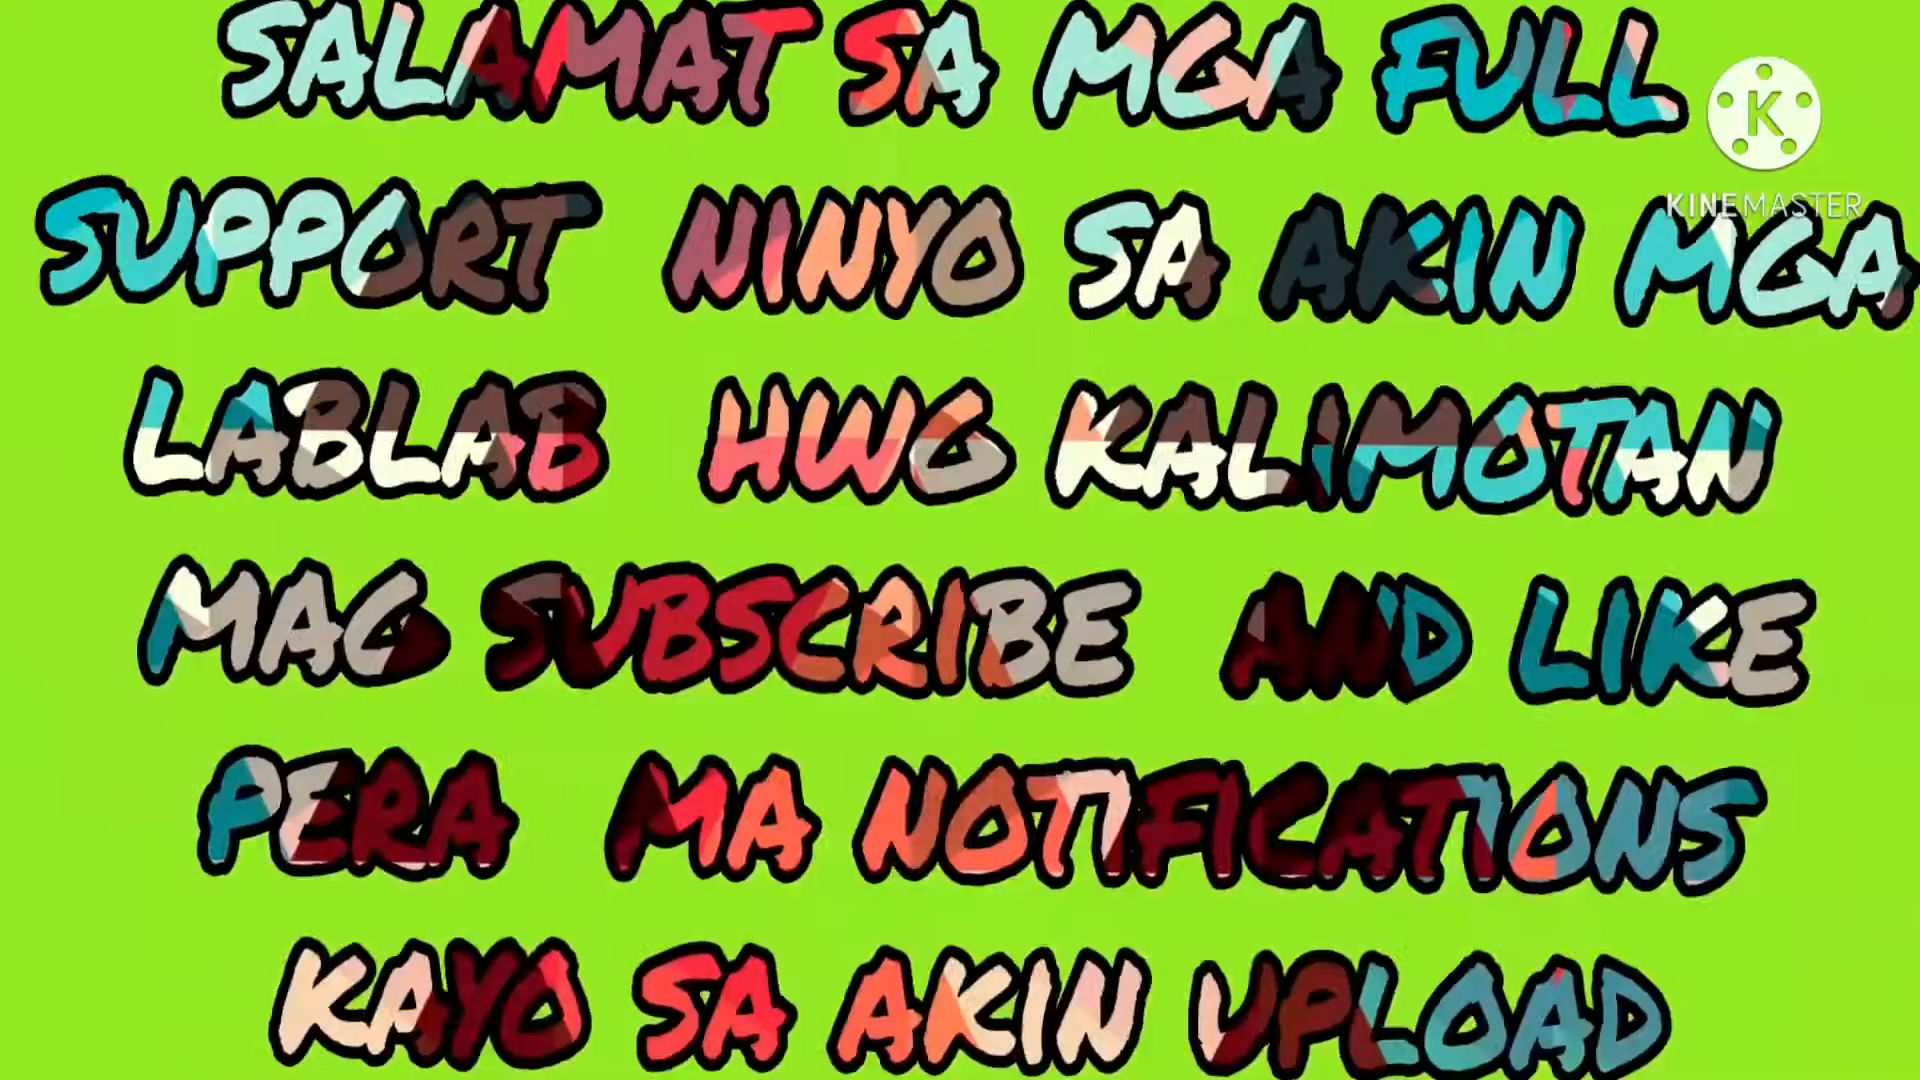 SALAMAT SA MGA FULL
SUPPORT NINYO SA AKIN MGA
LABLAB HWG KALIMOTAN
MAG SUBSCRIBE AND LIKE
PERA MA NOTIFICATIONS
KAYO SA AKIN UPLOAD
K
KINEMASTER